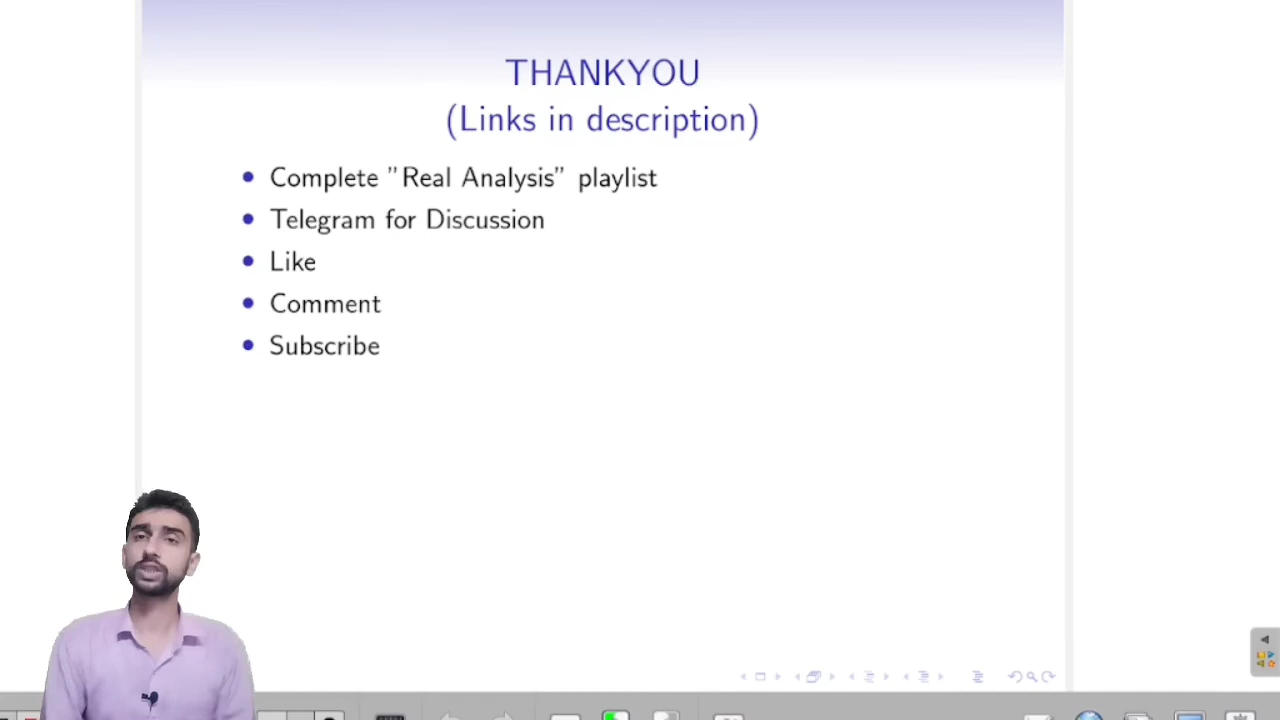 THANKYOU
(Links in description)
Complete ”Real Analysis” playlist
Telegram for Discussion
Like
Comment
Subscribe